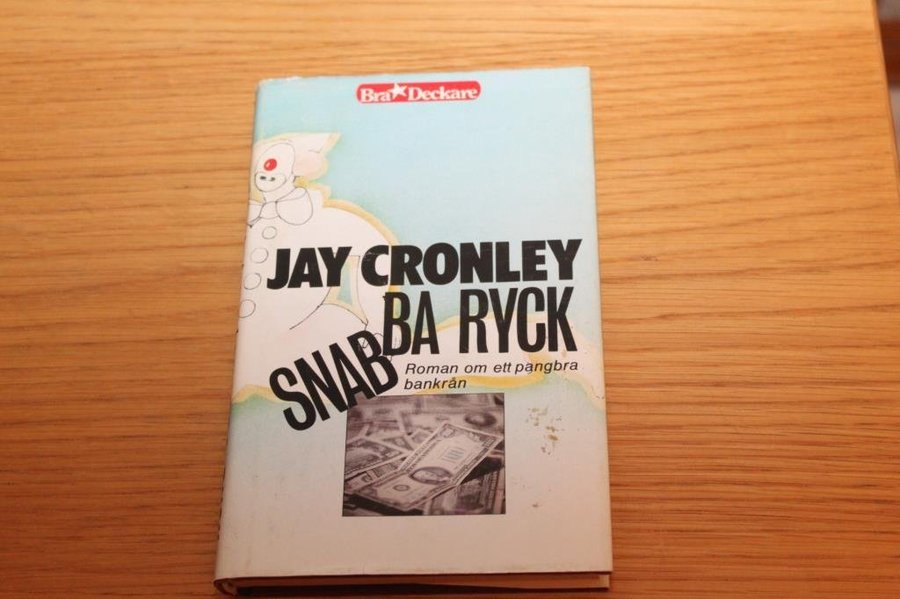 Bra Deckare
JAY CRONLEY
SNABBA RYCK
Roman om ett pangbra
bankrån